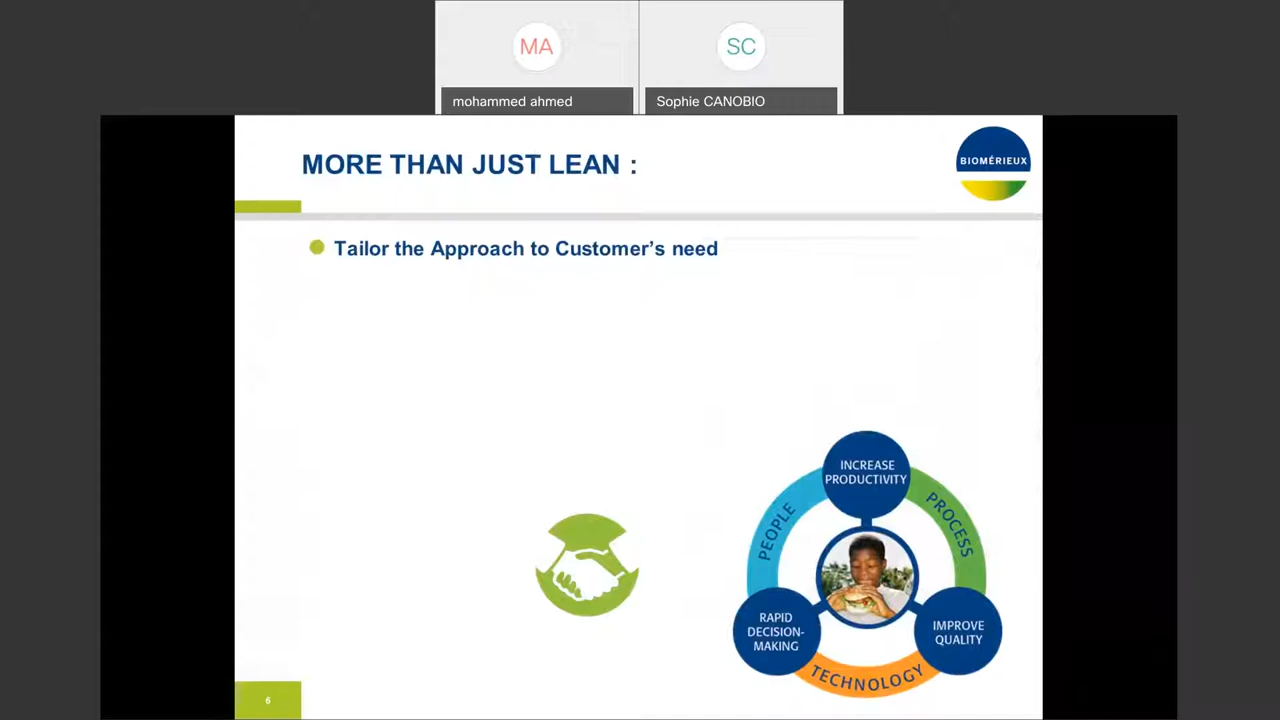 MA
SC
mohammed ahmed
Sophie CANOBIO
MORE THAN JUST LEAN :
BIOMÉRIEUX
Tailor the Approach to Customer’s need
INCREASE
PRODUCTIVITY
PEOPLE
PROCESS
RAPID
DECISION-
MAKING
IMPROVE
QUALITY
TECHNOLOGY
6